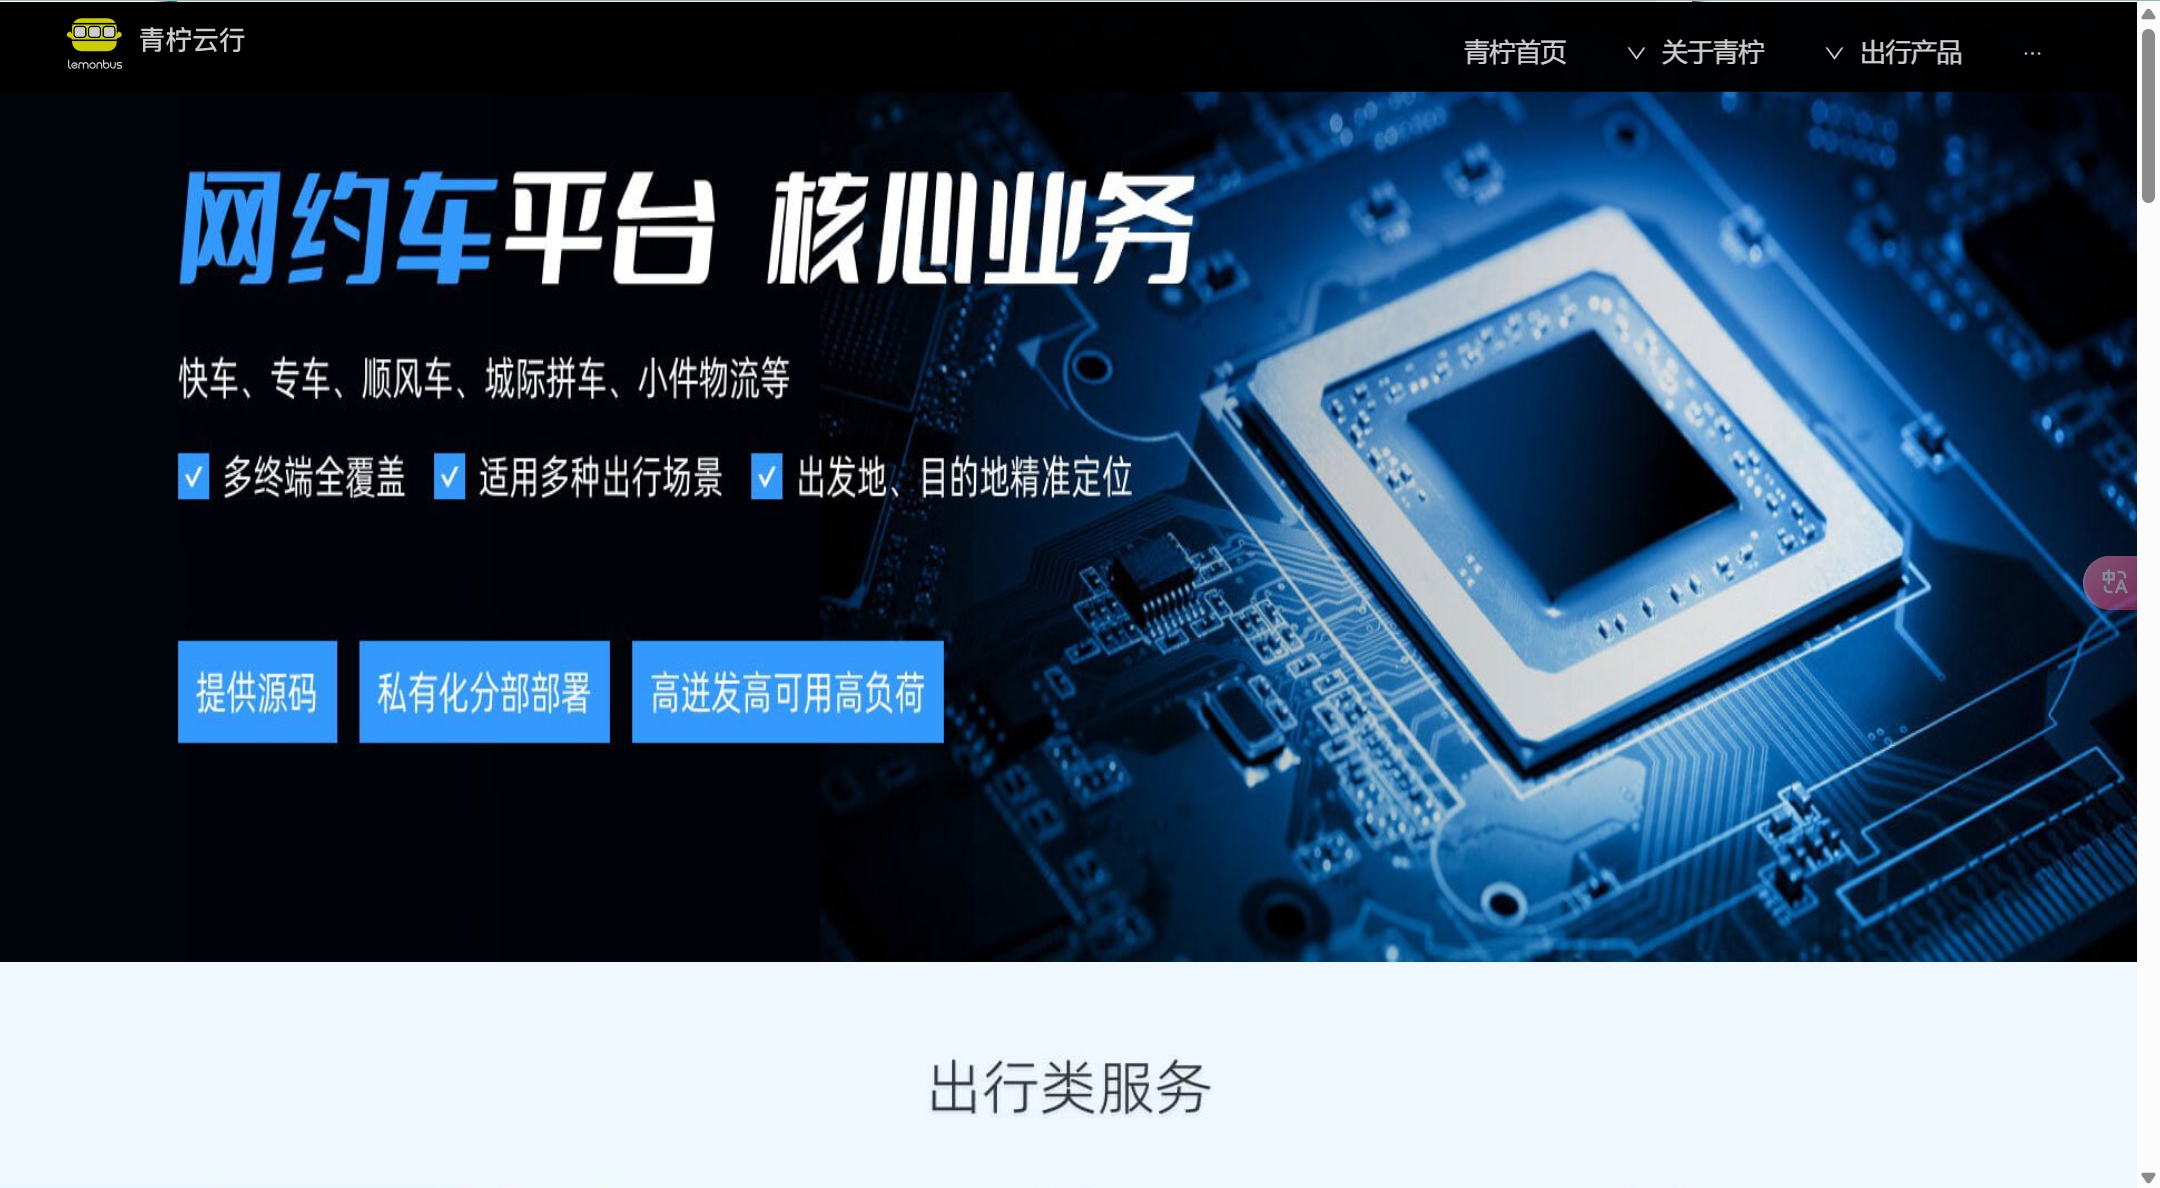 lemonbus
青柠云行
青柠首页
关于青柠
出行产品
···
网约车平台 核心业务
快车、专车、顺风车、城际拼车、小件物流等
多终端全覆盖 适用多种出行场景 出发地、目的地精准定位
提供源码 私有化分部部署 高迸发高可用高负荷
中A
出行类服务